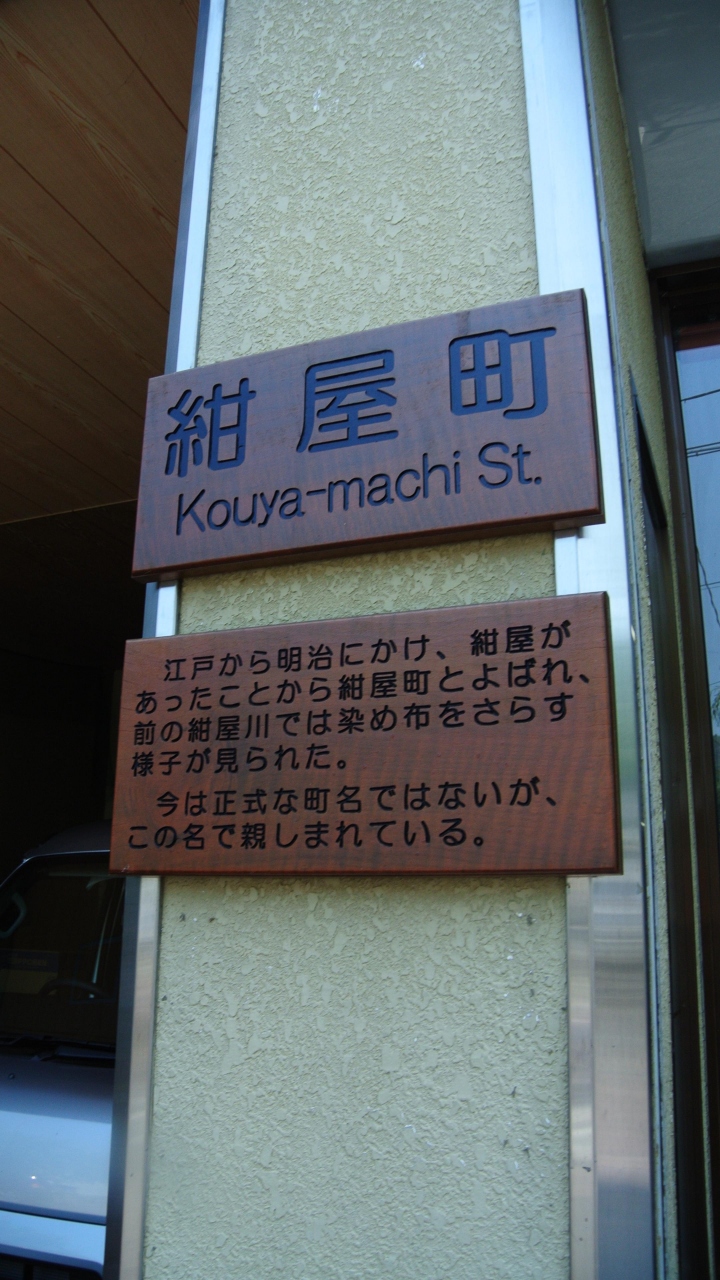 紺屋町
Kouya-machi St.
江戸から明治にかけ、紺屋が
あったことから紺屋町とよばれ、
前の紺屋川では染め布をさらす
様子が見られた。
今は正式な町名ではないが、
この名で親しまれている。